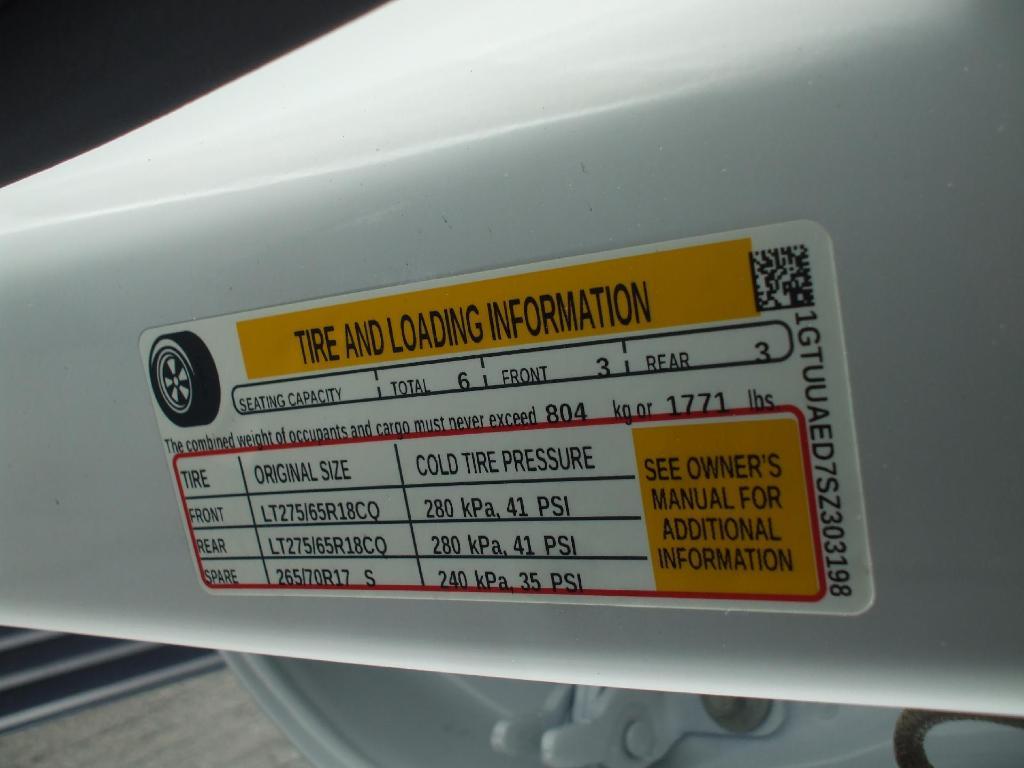 TIRE AND LOADING INFORMATION
SEATING CAPACITY TOTAL 6 FRONT 3 REAR 3
The combined weight of occupants and cargo must never exceed 804 kg or 1771 lbs
TIRE ORIGINAL SIZE COLD TIRE PRESSURE
FRONT LT275/65R18CQ 280 kPa, 41 PSI
REAR LT275/65R18CQ 280 kPa, 41 PSI
SPARE 265/70R17 S 240 kPa, 35 PSI
SEE OWNER'S
MANUAL FOR
ADDITIONAL
INFORMATION
1GTUUAED7SZ303198